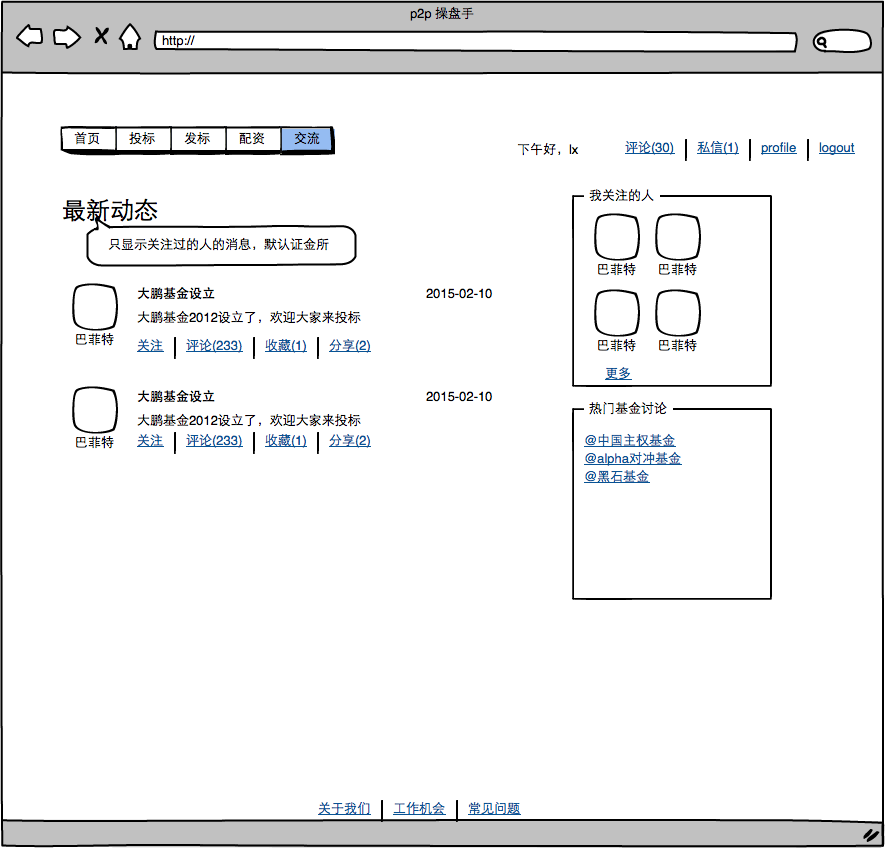 p2p 操盘手
http://
首页 投标 发标 配资 交流
下午好，lx 评论(30) 私信(1) profile logout
最新动态
只显示关注过的人的消息，默认证金所
巴菲特
大鹏基金设立 2015-02-10
大鹏基金2012设立了，欢迎大家来投标
关注 评论(233) 收藏(1) 分享(2)
巴菲特
大鹏基金设立 2015-02-10
大鹏基金2012设立了，欢迎大家来投标
关注 评论(233) 收藏(1) 分享(2)
我关注的人
巴菲特 巴菲特
巴菲特 巴菲特
更多
热门基金讨论
@中国主权基金
@alpha对冲基金
@黑石基金
关于我们 工作机会 常见问题